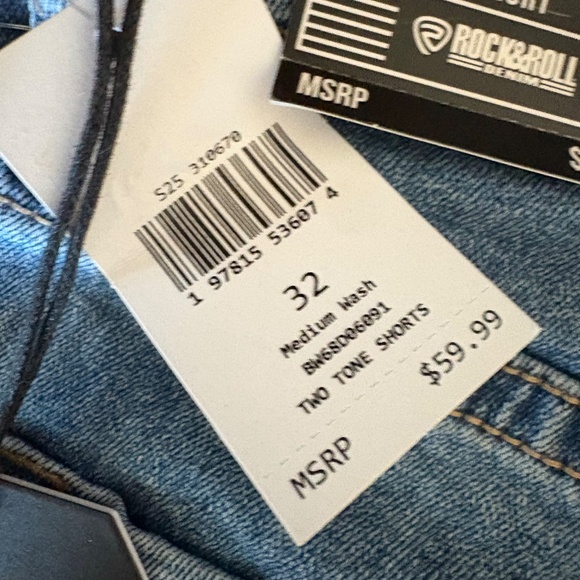 ROCK&ROLL
DENIM
MSRP
S25 310670
1 97815 53607 4
32
Medium Wash
BW68D06091
TWO TONE SHORTS
$59.99
MSRP